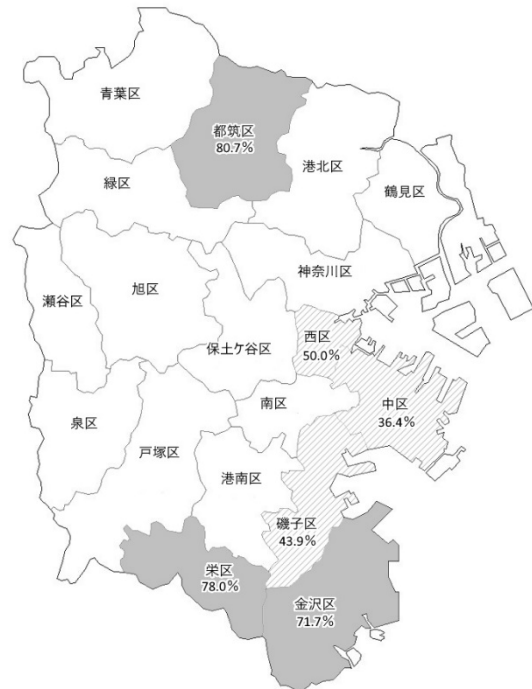 青葉区
都筑区
80.7%
港北区
緑区
鶴見区
神奈川区
瀬谷区
旭区
西区
50.0%
保土ケ谷区
中区
36.4%
南区
泉区
戸塚区
港南区
磯子区
43.9%
栄区
78.0%
金沢区
71.7%